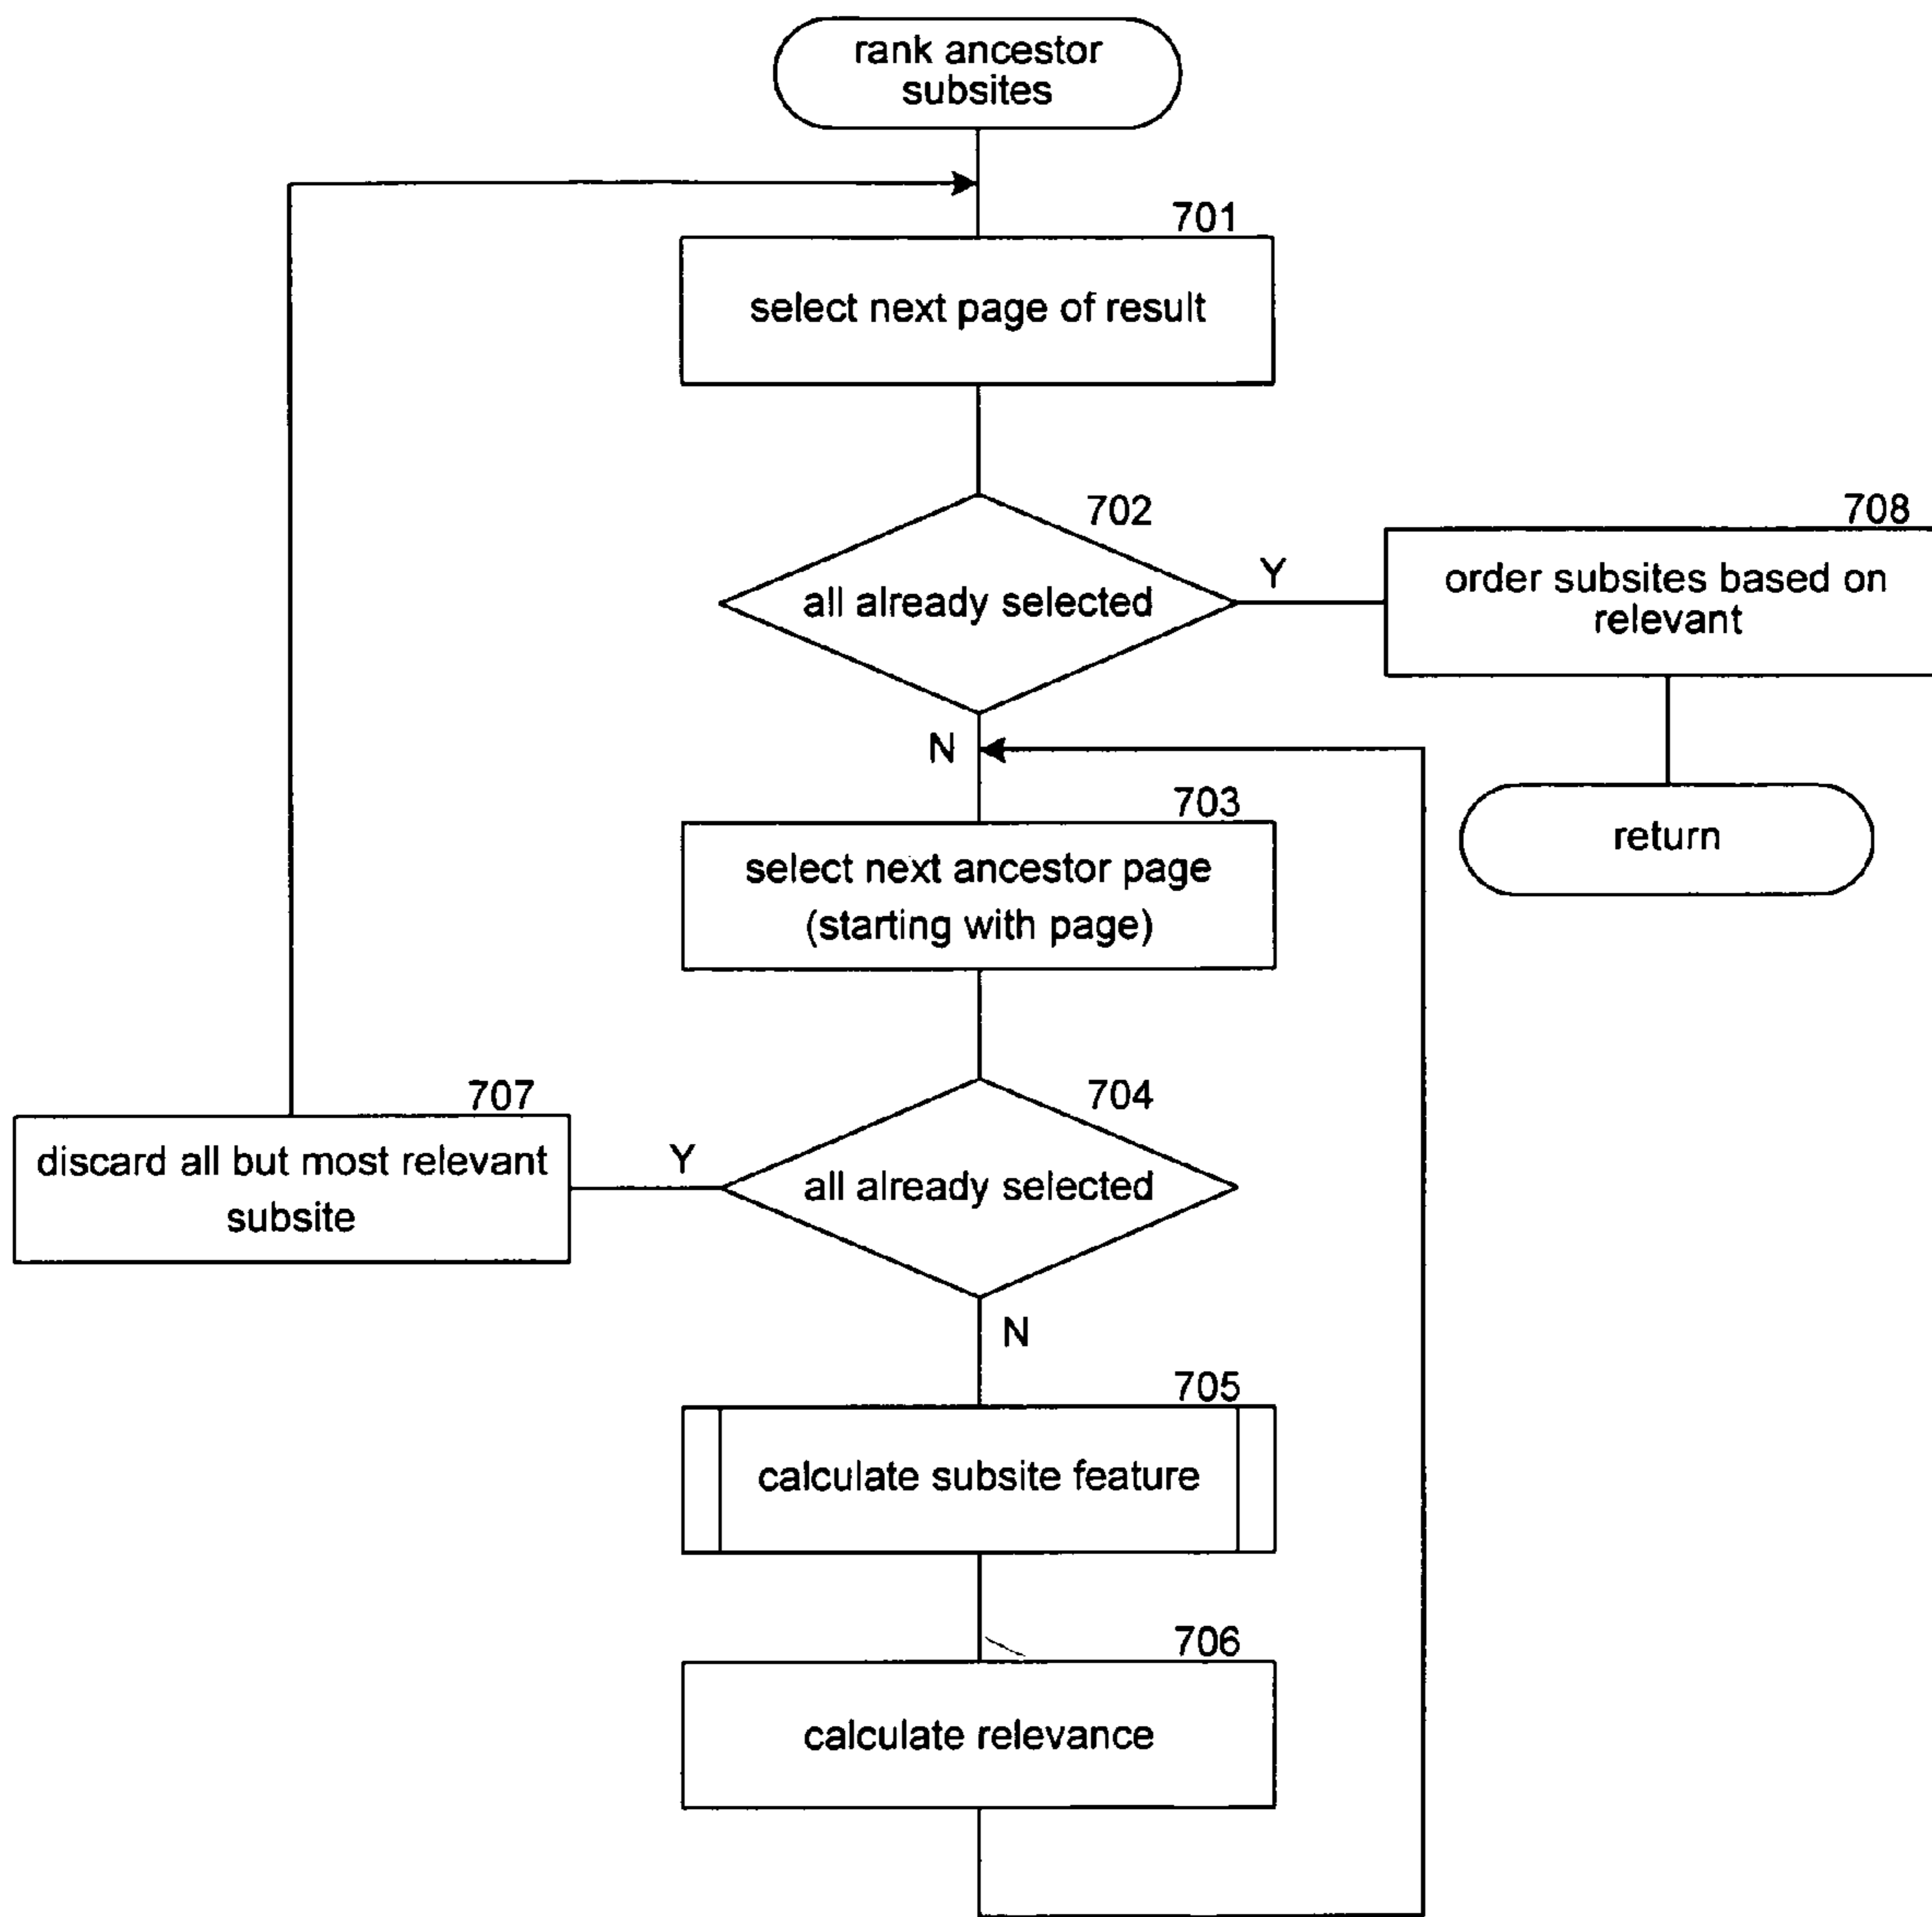 rank ancestor
subsites
701
select next page of result
702
all already selected
Y
708
order subsites based on
relevant
N
return
703
select next ancestor page
(starting with page)
704
all already selected
Y
707
discard all but most relevant
subsite
N
705
calculate subsite feature
706
calculate relevance